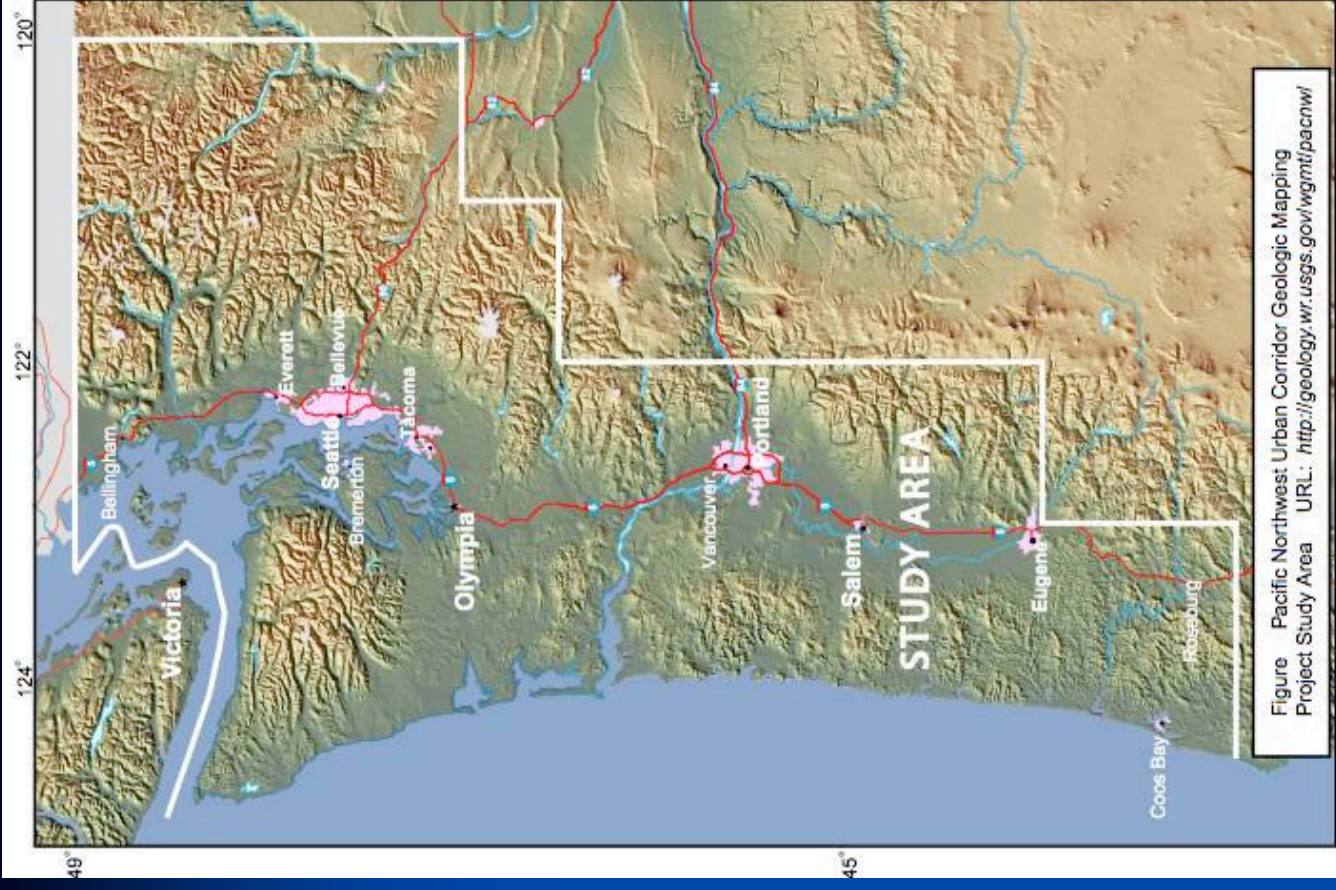 120°
122°
124°
49°
45°
Bellingham
Victoria
Everett
Seattle
Bellevue
Bremerton
Tacoma
Olympia
Vancouver
Portland
Salem
STUDY AREA
Eugene
Roseburg
Coos Bay
Figure Pacific Northwest Urban Corridor Geologic Mapping
Project Study Area URL: http://geology.wr.usgs.gov/wgmt/pacnw/